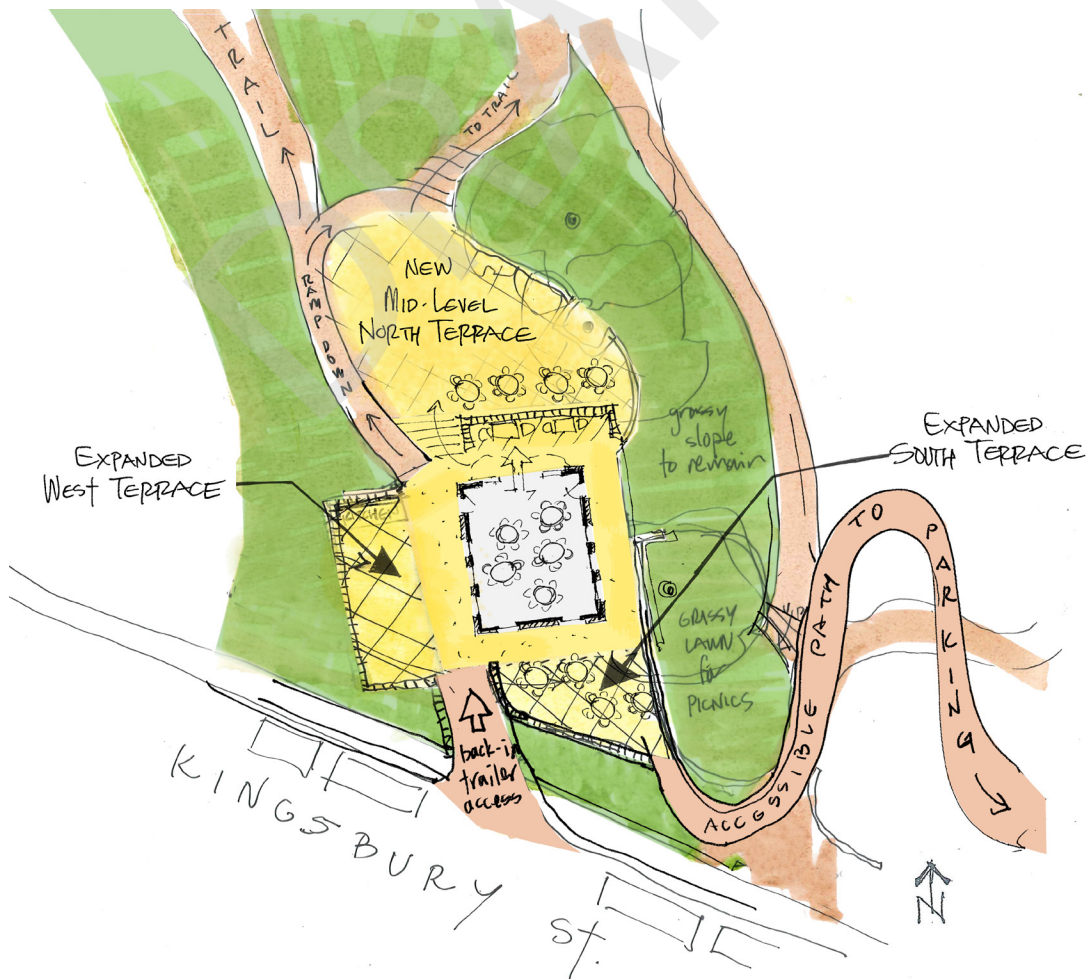 TRAIL
TO TRAIL
NEW
MID-LEVEL
NORTH TERRACE
RAMP DOWN
grassy
slope
to remain
EXPANDED
WEST TERRACE
EXPANDED
SOUTH TERRACE
GRASSY
LAWN
for
PICNICS
ACCESSIBLE PATH TO PARKING
back-in
trailer
access
KINGSBURY
St.
N